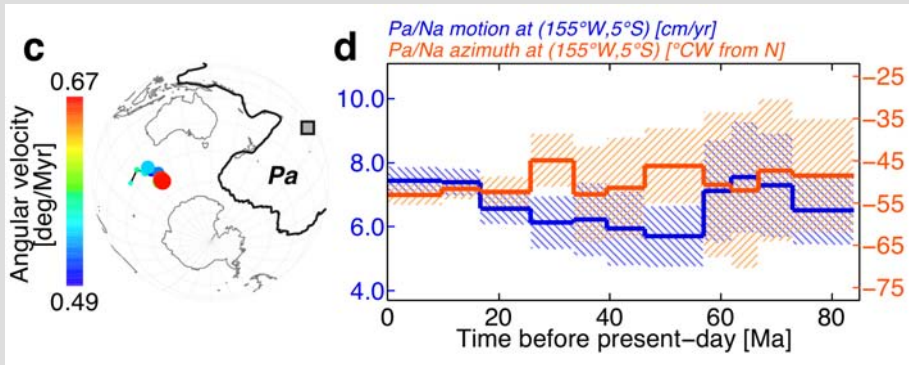 c
Angular velocity
[deg/Myr]
0.67
0.49
Pa
d
Pa/Na motion at (155°W,5°S) [cm/yr]
Pa/Na azimuth at (155°W,5°S) [°CW from N]
10.0
8.0
6.0
4.0
-25
-35
-45
-55
-65
-75
0 20 40 60 80
Time before present-day [Ma]